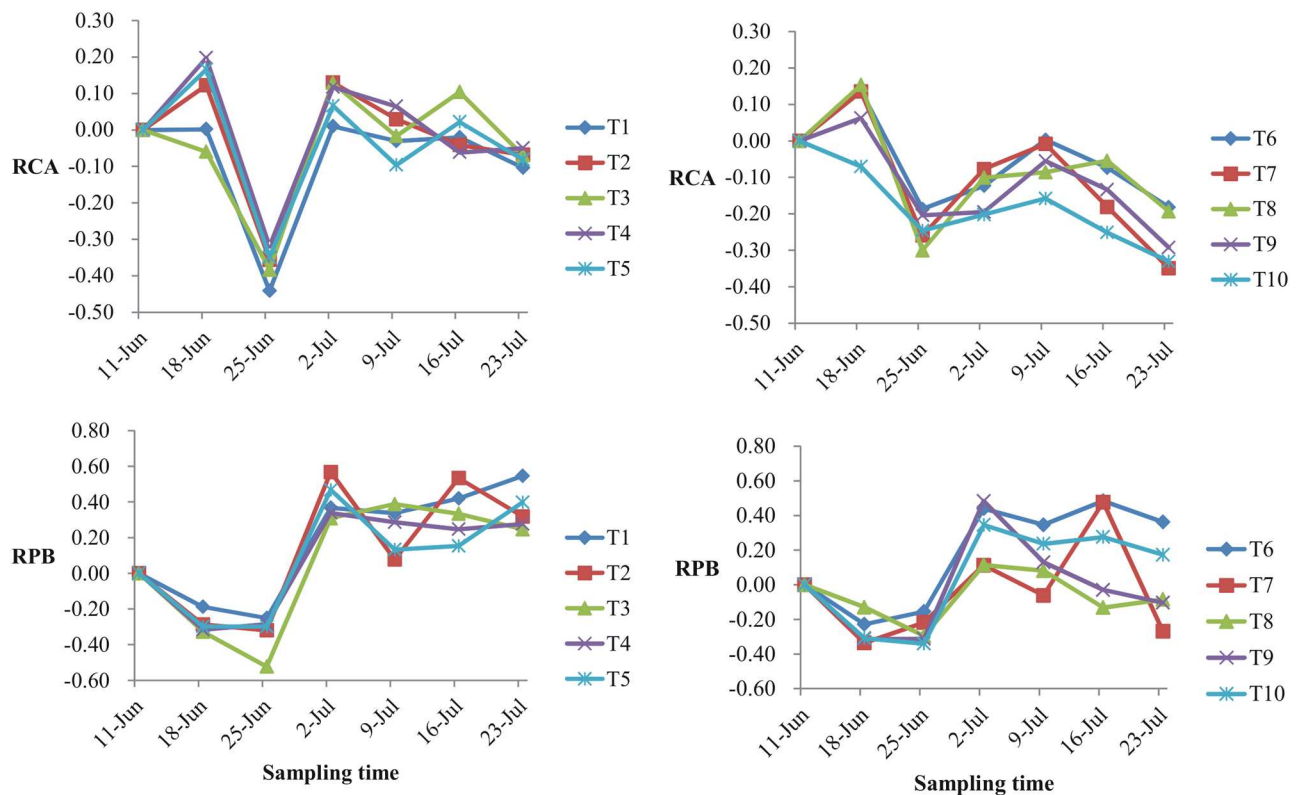 0.30
0.20
0.10
0.00
-0.10
-0.20
-0.30
-0.40
-0.50
RCA
11-Jun
18-Jun
25-Jun
2-Jul
9-Jul
16-Jul
23-Jul
T1
T2
T3
T4
T5
0.30
0.20
0.10
0.00
-0.10
-0.20
-0.30
-0.40
-0.50
RCA
11-Jun
18-Jun
25-Jun
2-Jul
9-Jul
16-Jul
23-Jul
T6
T7
T8
T9
T10
0.80
0.60
0.40
0.20
0.00
-0.20
-0.40
-0.60
RPB
11-Jun
18-Jun
25-Jun
2-Jul
9-Jul
16-Jul
23-Jul
Sampling time
T1
T2
T3
T4
T5
0.80
0.60
0.40
0.20
0.00
-0.20
-0.40
-0.60
RPB
11-Jun
18-Jun
25-Jun
2-Jul
9-Jul
16-Jul
23-Jul
Sampling time
T6
T7
T8
T9
T10